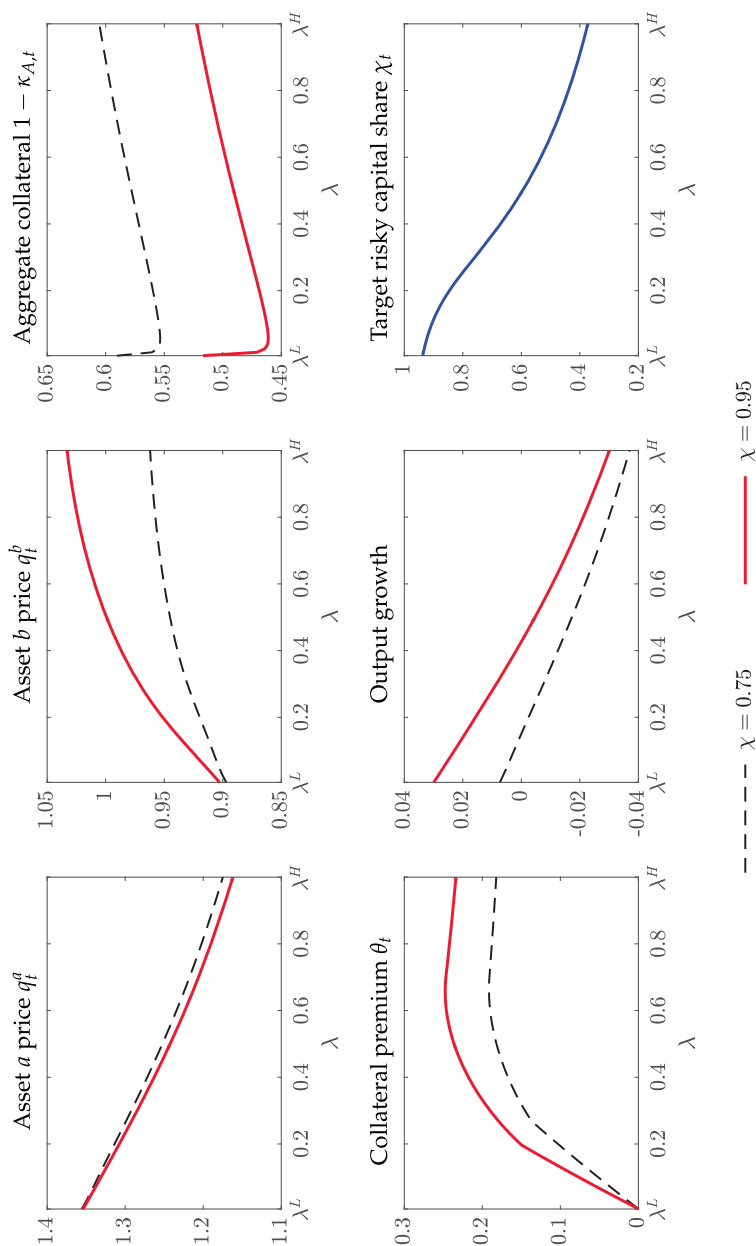 Asset a price q_t^a
1.4
1.3
1.2
1.1
λ^L 0.2 0.4 0.6 0.8 λ^H
λ
Asset b price q_t^b
1.05
1
0.95
0.9
0.85
λ^L 0.2 0.4 0.6 0.8 λ^H
λ
Aggregate collateral 1 − κ_{A,t}
0.65
0.6
0.55
0.5
0.45
λ^L 0.2 0.4 0.6 0.8 λ^H
λ
Collateral premium θ_t
0.3
0.2
0.1
0
λ^L 0.2 0.4 0.6 0.8 λ^H
λ
Output growth
0.04
0.02
0
-0.02
-0.04
λ^L 0.2 0.4 0.6 0.8 λ^H
λ
Target risky capital share χ_t
1
0.8
0.6
0.4
0.2
λ^L 0.2 0.4 0.6 0.8 λ^H
λ
χ = 0.75 χ = 0.95